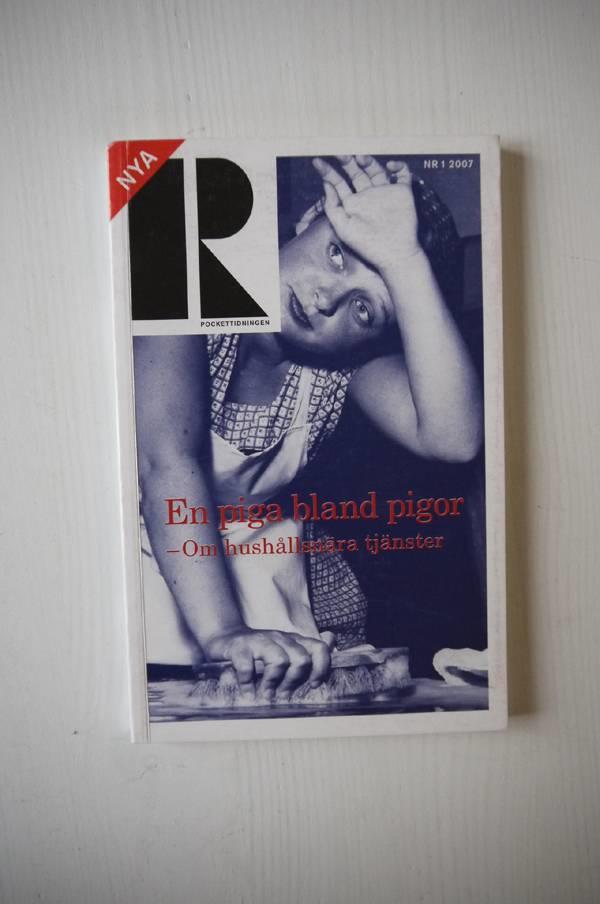 NYA
R
NR 1 2007
POCKETTIDNINGEN
En piga bland pigor
–Om hushållsnära tjänster